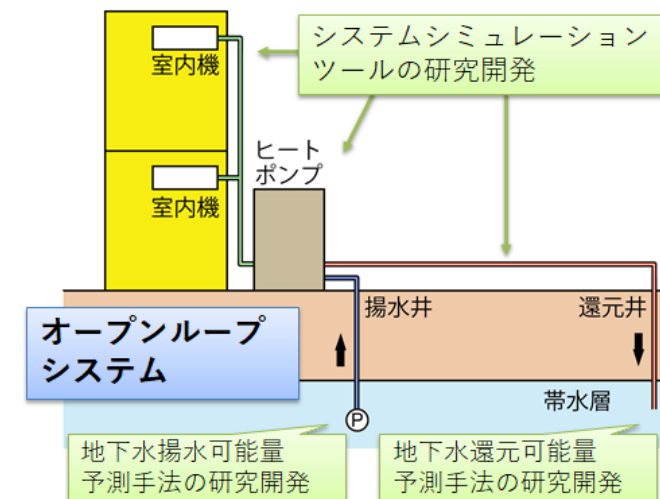 システムシミュレーション
ツールの研究開発
室内機
ヒート
ポンプ
室内機
揚水井
還元井
オープンループ
システム
帯水層
P
地下水揚水可能量
予測手法の研究開発
地下水還元可能量
予測手法の研究開発